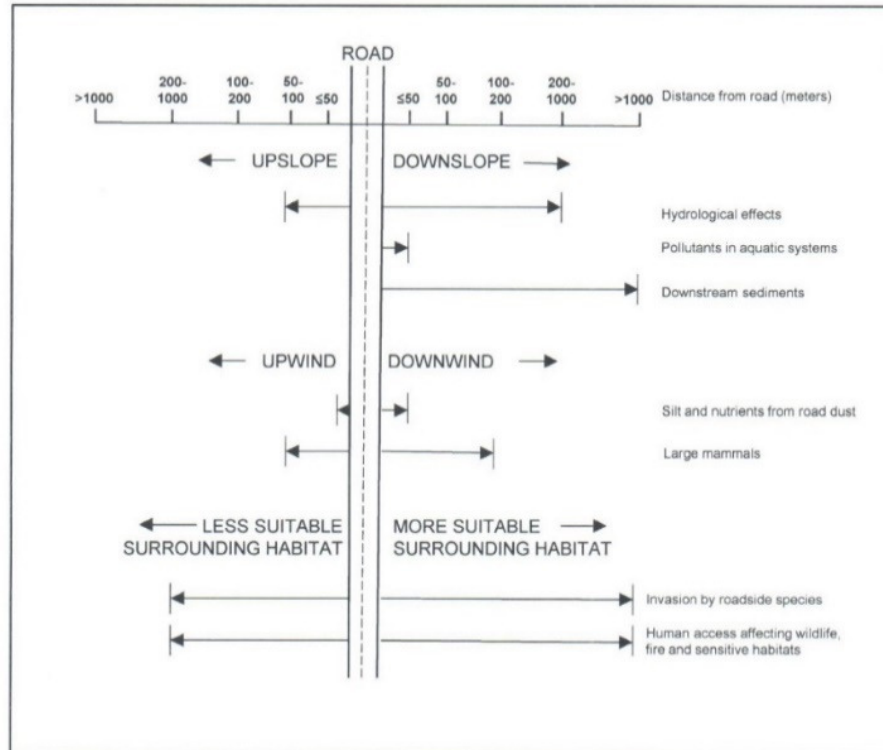 ROAD
>1000 200-1000 100-200 50-100 ≤50 ≤50 50-100 100-200 200-1000 >1000 Distance from road (meters)
UPSLOPE DOWNSLOPE
Hydrological effects
Pollutants in aquatic systems
Downstream sediments
UPWIND DOWNWIND
Silt and nutrients from road dust
Large mammals
LESS SUITABLE
SURROUNDING HABITAT
MORE SUITABLE
SURROUNDING HABITAT
Invasion by roadside species
Human access affecting wildlife,
fire and sensitive habitats